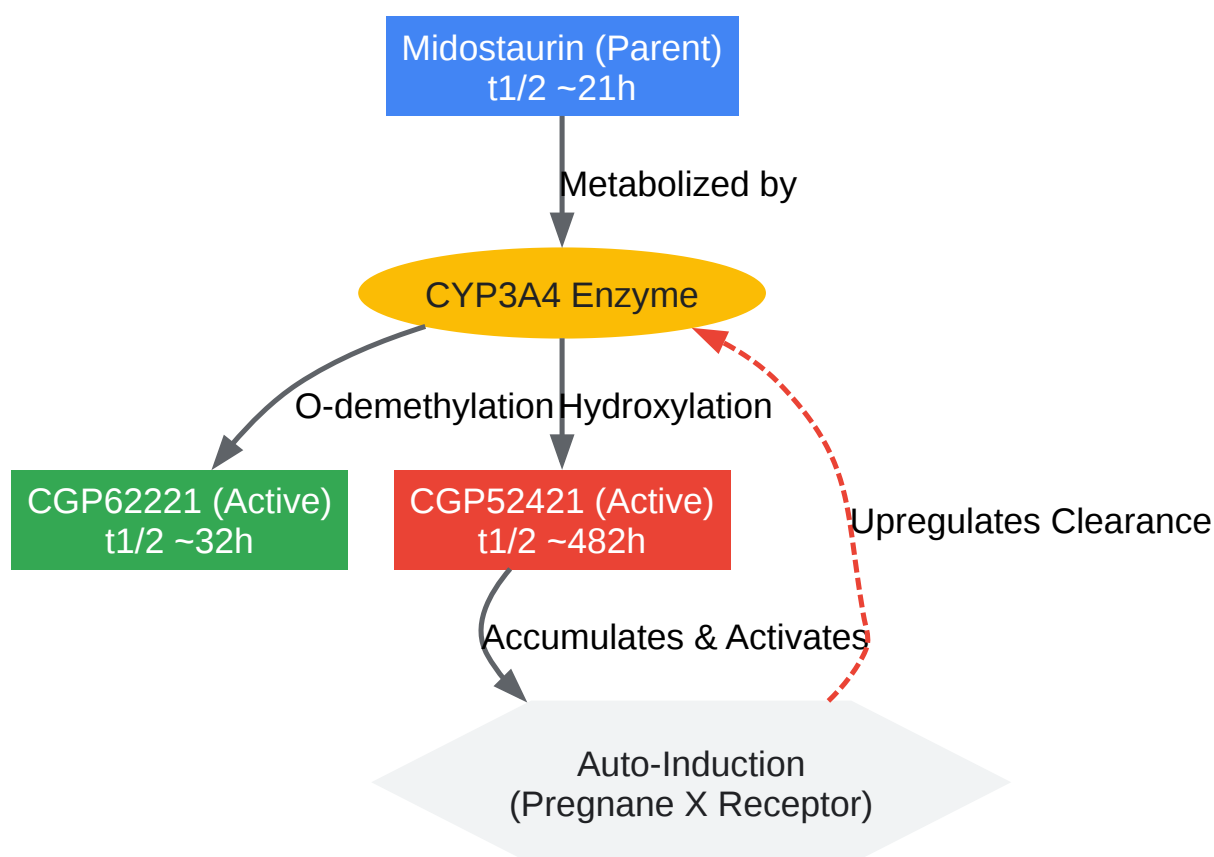 Midostaurin (Parent)
t1/2 ~21h
Metabolized by
CYP3A4 Enzyme
O-demethylation
Hydroxylation
CGP62221 (Active)
t1/2 ~32h
CGP52421 (Active)
t1/2 ~482h
Upregulates Clearance
Accumulates & Activates
Auto-Induction
(Pregnane X Receptor)